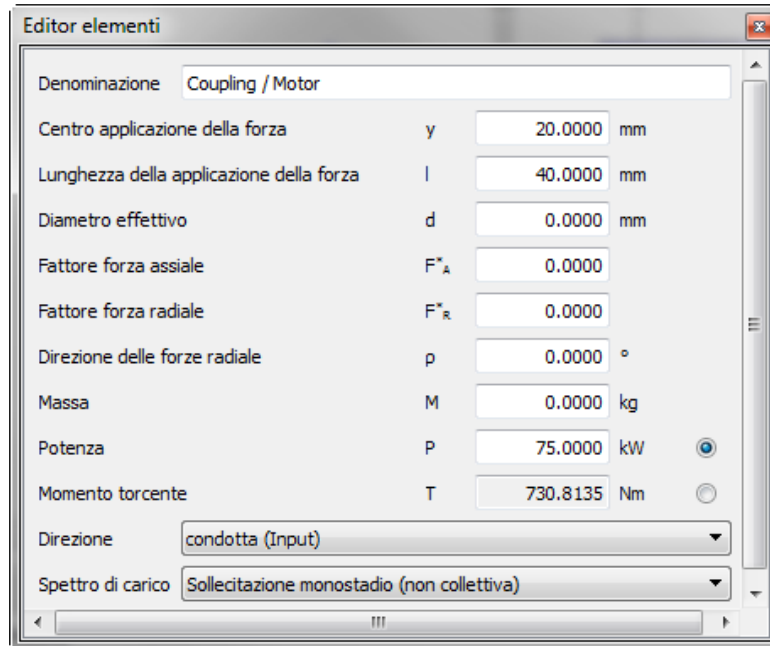 Editor elementi
Denominazione Coupling / Motor
Centro applicazione della forza y 20.0000 mm
Lunghezza della applicazione della forza l 40.0000 mm
Diametro effettivo d 0.0000 mm
Fattore forza assiale F*A 0.0000
Fattore forza radiale F*R 0.0000
Direzione delle forze radiale ρ 0.0000 °
Massa M 0.0000 kg
Potenza P 75.0000 kW
Momento torcente T 730.8135 Nm
Direzione condotta (Input)
Spettro di carico Sollecitazione monostadio (non collettiva)